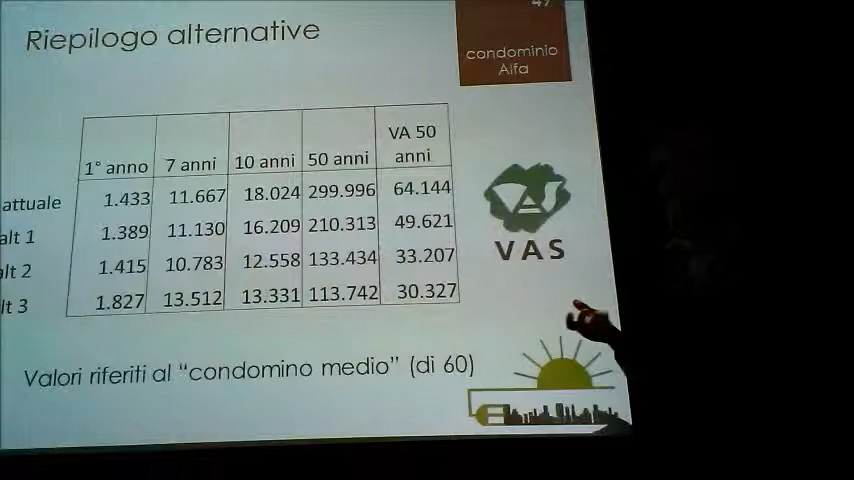 Riepilogo alternative
condominio
Alfa
1° anno 7 anni 10 anni 50 anni VA 50 anni
attuale 1.433 11.667 18.024 299.996 64.144
alt 1 1.389 11.130 16.209 210.313 49.621
alt 2 1.415 10.783 12.558 133.434 33.207
lt 3 1.827 13.512 13.331 113.742 30.327
VAS
VAS
Valori riferiti al “condomino medio” (di 60)